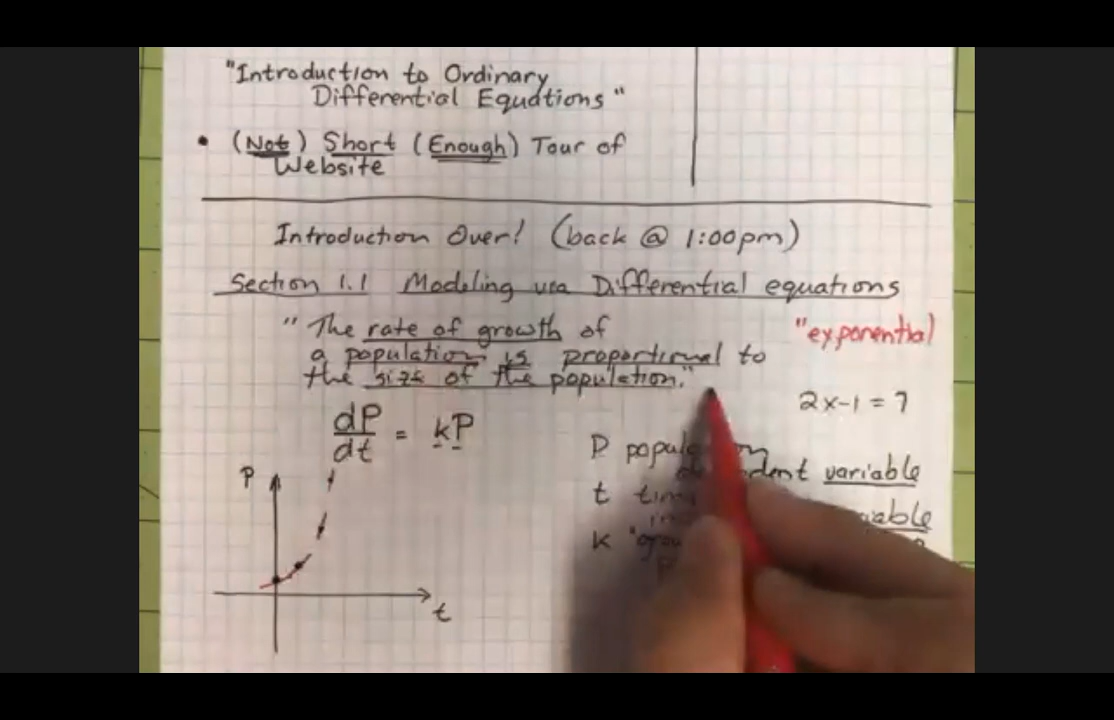 "Introduction to Ordinary
Differential Equations"
• (Not) Short (Enough) Tour of
Website
Introduction Over! (back @ 1:00pm)
Section 1.1 Modeling via Differential equations
"The rate of growth of
a population is proportional to
the size of the population."
"exponential
2x-1 = 7
dP
dt
= kP
P
t
P
t
variable
k